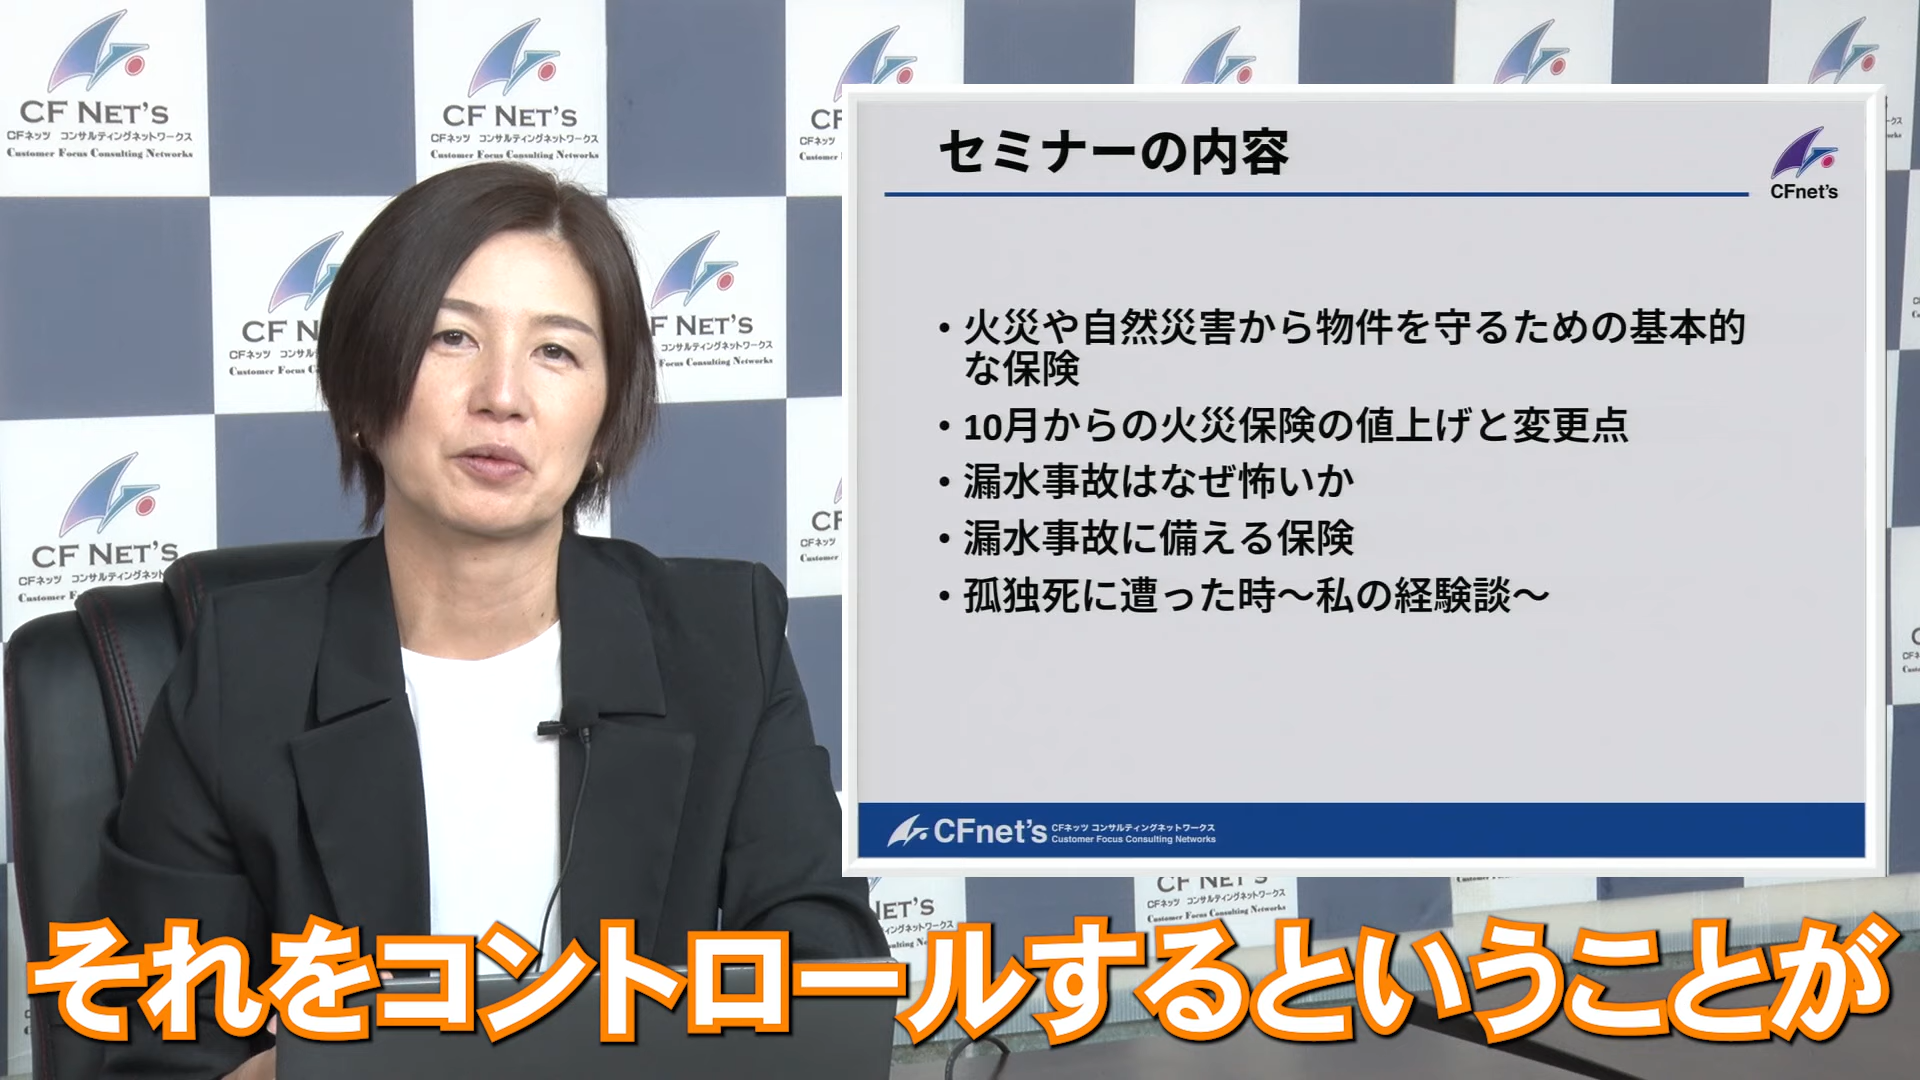 CF NET'S
CFネッツ コンサルティングネットワークス
Customer Focus Consulting Networks
CF NET'S
CFネッツ コンサルティングネットワークス
Customer Focus Consulting Networks
セミナーの内容
CFnet's
・火災や自然災害から物件を守るための基本的
な保険
・10月からの火災保険の値上げと変更点
・漏水事故はなぜ怖いか
・漏水事故に備える保険
・孤独死に遭った時～私の経験談～
CFnet's
CFネッツ コンサルティングネットワークス
Customer Focus Consulting Networks
CF NET'S
それをコントロールするということが